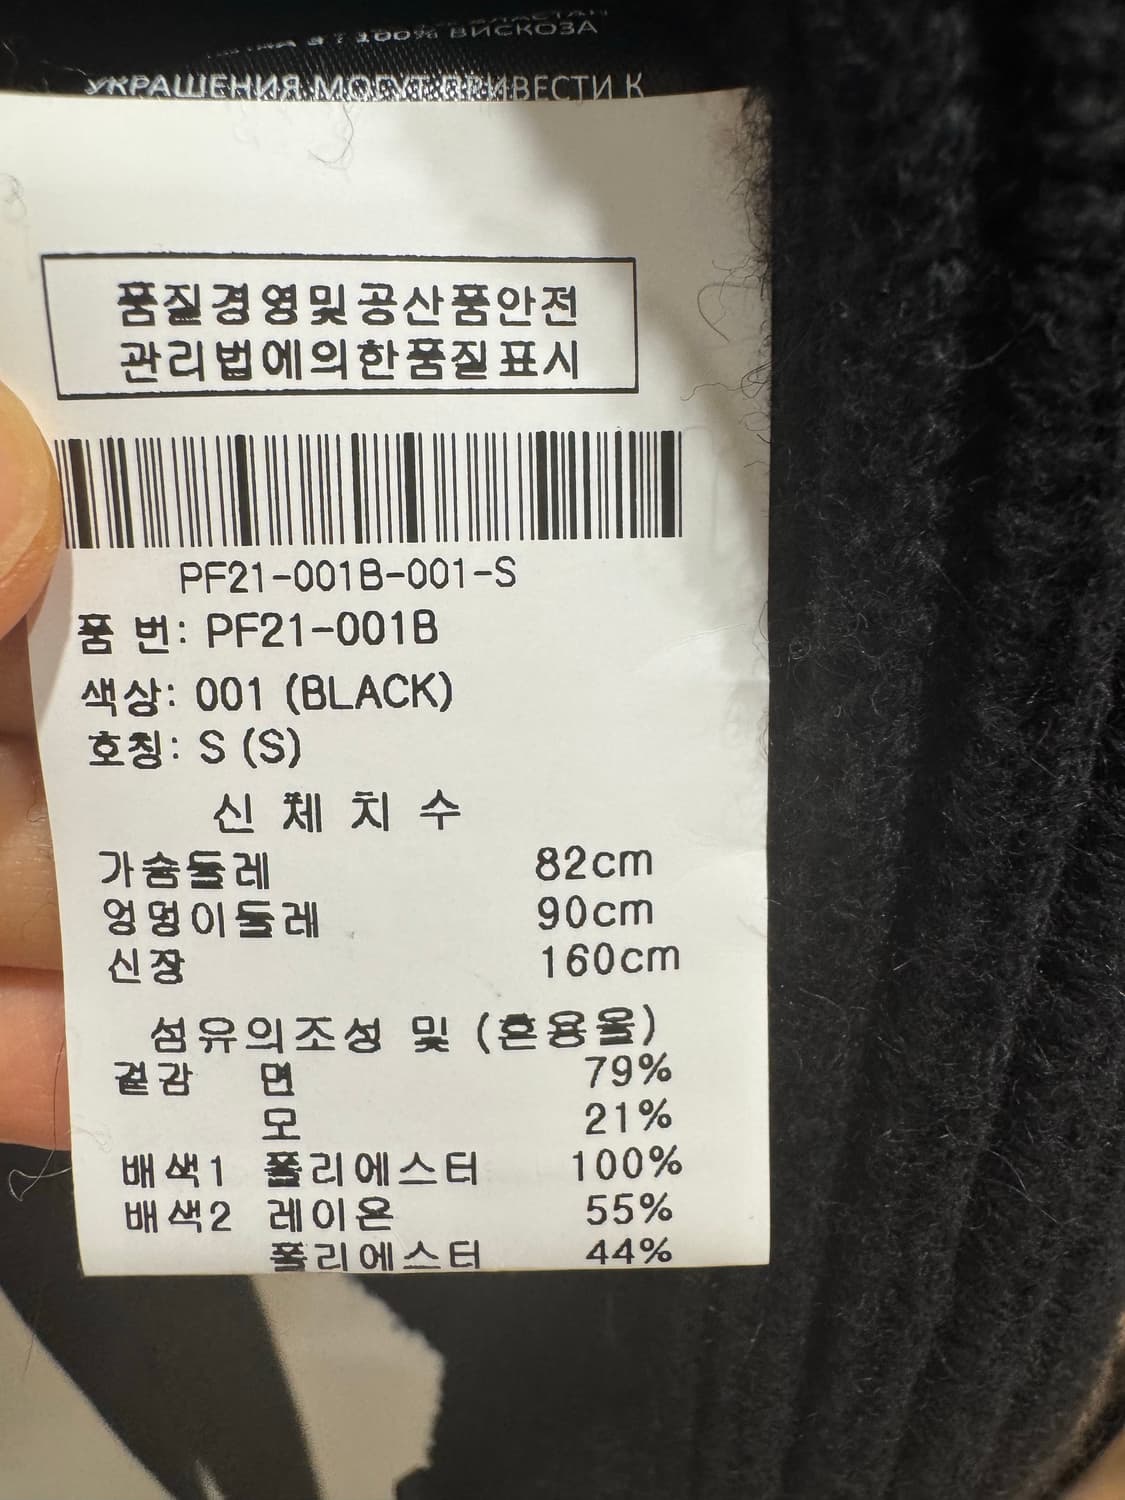 100% ВИСКОЗА
УКРАШЕНИЯ МОГУТ ПРИВЕСТИ К
품질경영및공산품안전
관리법에의한품질표시
PF21-001B-001-S
품 번: PF21-001B
색상: 001 (BLACK)
호칭: S (S)
신 체 치 수
가슴둘레 82cm
엉덩이둘레 90cm
신장 160cm
섬유의조성 및 (혼용율)
겉감 면 79%
모 21%
배색1 폴리에스터 100%
배색2 레이온 55%
폴리에스터 44%